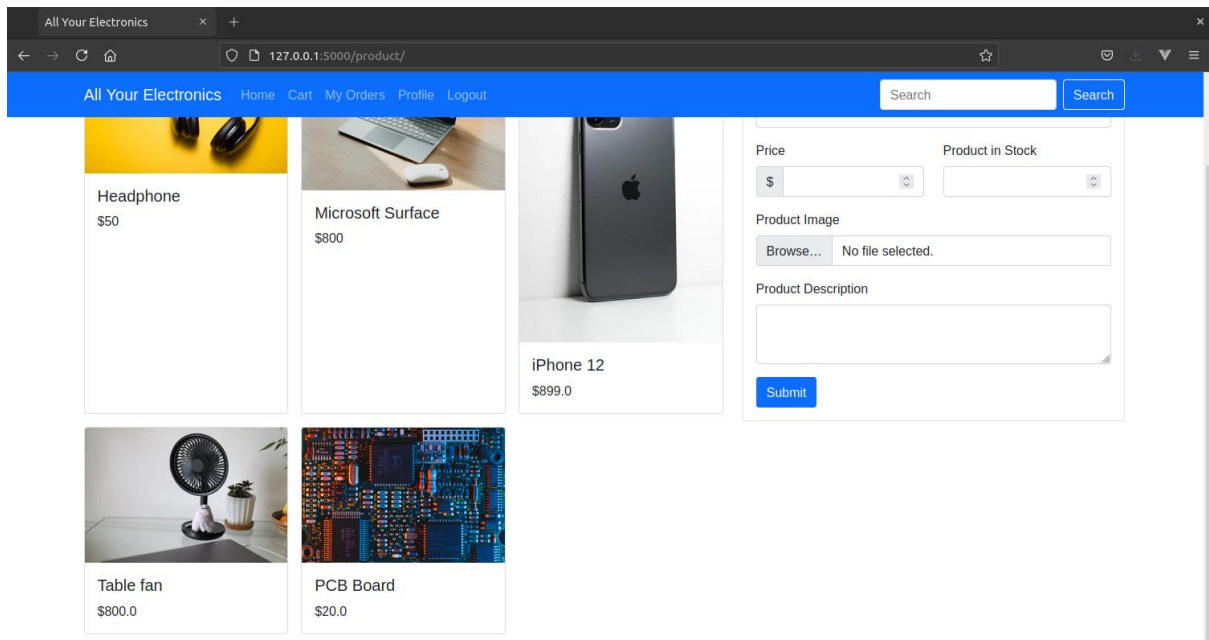 All Your Electronics
127.0.0.1:5000/product/
All Your Electronics Home Cart My Orders Profile Logout Search Search
Headphone
$50
Microsoft Surface
$800
iPhone 12
$899.0
Table fan
$800.0
PCB Board
$20.0
Price Product in Stock
$
Product Image
Browse… No file selected.
Product Description
Submit